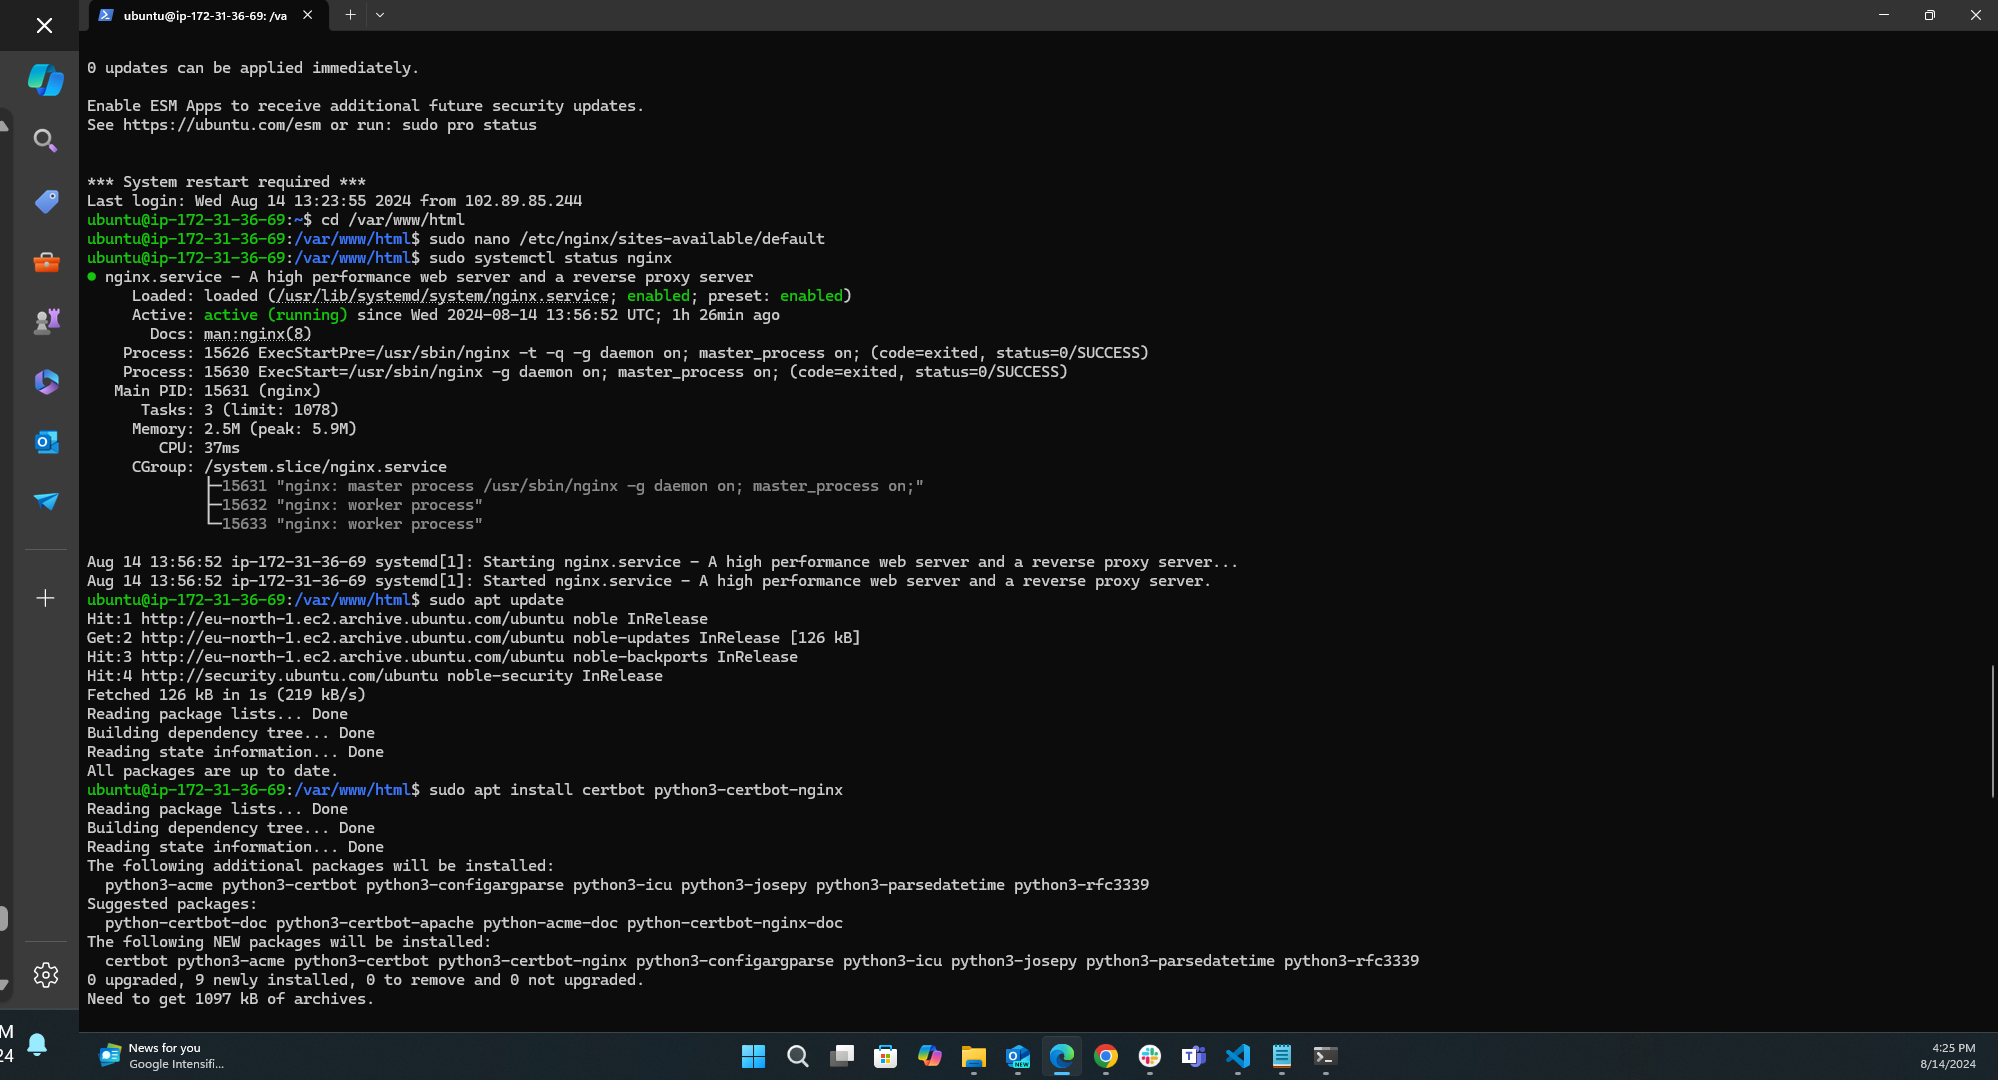 ubuntu@ip-172-31-36-69: /va
0 updates can be applied immediately.
Enable ESM Apps to receive additional future security updates.
See https://ubuntu.com/esm or run: sudo pro status
*** System restart required ***
Last login: Wed Aug 14 13:23:55 2024 from 102.89.85.244
ubuntu@ip-172-31-36-69:~$ cd /var/www/html
ubuntu@ip-172-31-36-69:/var/www/html$ sudo nano /etc/nginx/sites-available/default
ubuntu@ip-172-31-36-69:/var/www/html$ sudo systemctl status nginx
● nginx.service - A high performance web server and a reverse proxy server
Loaded: loaded (/usr/lib/systemd/system/nginx.service; enabled; preset: enabled)
Active: active (running) since Wed 2024-08-14 13:56:52 UTC; 1h 26min ago
Docs: man:nginx(8)
Process: 15626 ExecStartPre=/usr/sbin/nginx -t -q -g daemon on; master_process on; (code=exited, status=0/SUCCESS)
Process: 15630 ExecStart=/usr/sbin/nginx -g daemon on; master_process on; (code=exited, status=0/SUCCESS)
Main PID: 15631 (nginx)
Tasks: 3 (limit: 1078)
Memory: 2.5M (peak: 5.9M)
CPU: 37ms
CGroup: /system.slice/nginx.service
├─15631 "nginx: master process /usr/sbin/nginx -g daemon on; master_process on;"
├─15632 "nginx: worker process"
└─15633 "nginx: worker process"
Aug 14 13:56:52 ip-172-31-36-69 systemd[1]: Starting nginx.service - A high performance web server and a reverse proxy server...
Aug 14 13:56:52 ip-172-31-36-69 systemd[1]: Started nginx.service - A high performance web server and a reverse proxy server.
ubuntu@ip-172-31-36-69:/var/www/html$ sudo apt update
Hit:1 http://eu-north-1.ec2.archive.ubuntu.com/ubuntu noble InRelease
Get:2 http://eu-north-1.ec2.archive.ubuntu.com/ubuntu noble-updates InRelease [126 kB]
Hit:3 http://eu-north-1.ec2.archive.ubuntu.com/ubuntu noble-backports InRelease
Hit:4 http://security.ubuntu.com/ubuntu noble-security InRelease
Fetched 126 kB in 1s (219 kB/s)
Reading package lists... Done
Building dependency tree... Done
Reading state information... Done
All packages are up to date.
ubuntu@ip-172-31-36-69:/var/www/html$ sudo apt install certbot python3-certbot-nginx
Reading package lists... Done
Building dependency tree... Done
Reading state information... Done
The following additional packages will be installed:
python3-acme python3-certbot python3-configargparse python3-icu python3-josepy python3-parsedatetime python3-rfc3339
Suggested packages:
python-certbot-doc python3-certbot-apache python-acme-doc python-certbot-nginx-doc
The following NEW packages will be installed:
certbot python3-acme python3-certbot python3-certbot-nginx python3-configargparse python3-icu python3-josepy python3-parsedatetime python3-rfc3339
0 upgraded, 9 newly installed, 0 to remove and 0 not upgraded.
Need to get 1097 kB of archives.
M
24
News for you
Google Intensifi...
NEW
4:25 PM
8/14/2024